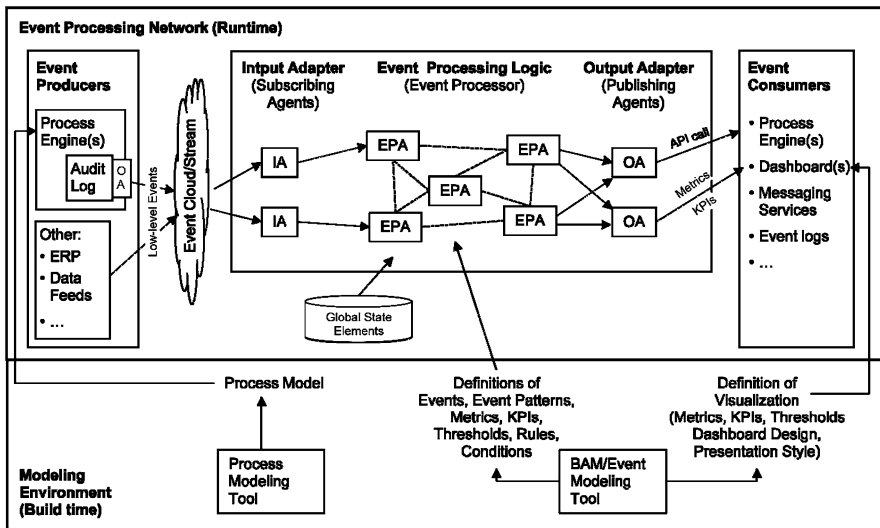 Event Processing Network (Runtime)
Event
Producers
Process
Engine(s)
Audit
Log
O
A
Other:
• ERP
• Data
Feeds
• ...
Low-level Events
Event Cloud/Stream
Intput Adapter
(Subscribing
Agents)
IA
IA
Event Processing Logic
(Event Processor)
EPA
EPA
EPA
EPA
EPA
Global State
Elements
Output Adapter
(Publishing
Agents)
OA
OA
API call
Metrics
KPIs
Event
Consumers
• Process
Engine(s)
• Dashboard(s)
• Messaging
Services
• Event logs
• ...
Process Model
Process
Modeling
Tool
Definitions of
Events, Event Patterns,
Metrics, KPIs,
Thresholds, Rules,
Conditions
BAM/Event
Modeling
Tool
Definition of
Visualization
(Metrics, KPIs, Thresholds
Dashboard Design,
Presentation Style)
Modeling
Environment
(Build time)